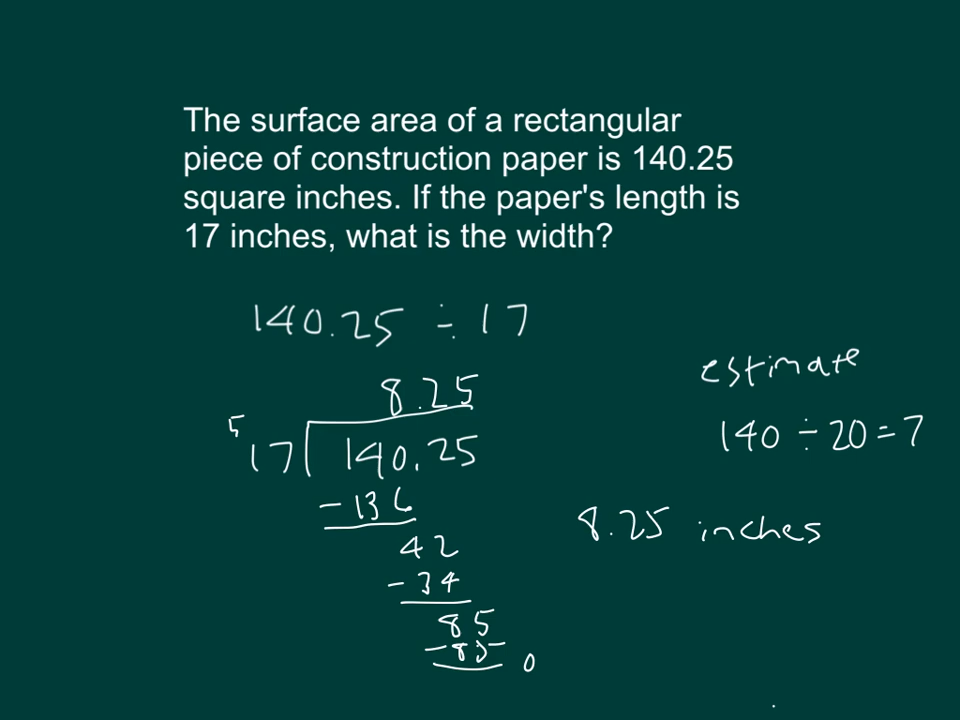 The surface area of a rectangular
piece of construction paper is 140.25
square inches. If the paper's length is
17 inches, what is the width?
140.25 ÷ 17
estimate
140 ÷ 20 = 7
8.25
5
17 140.25
- 136
42
- 34
85
- 85
0
8.25 inches